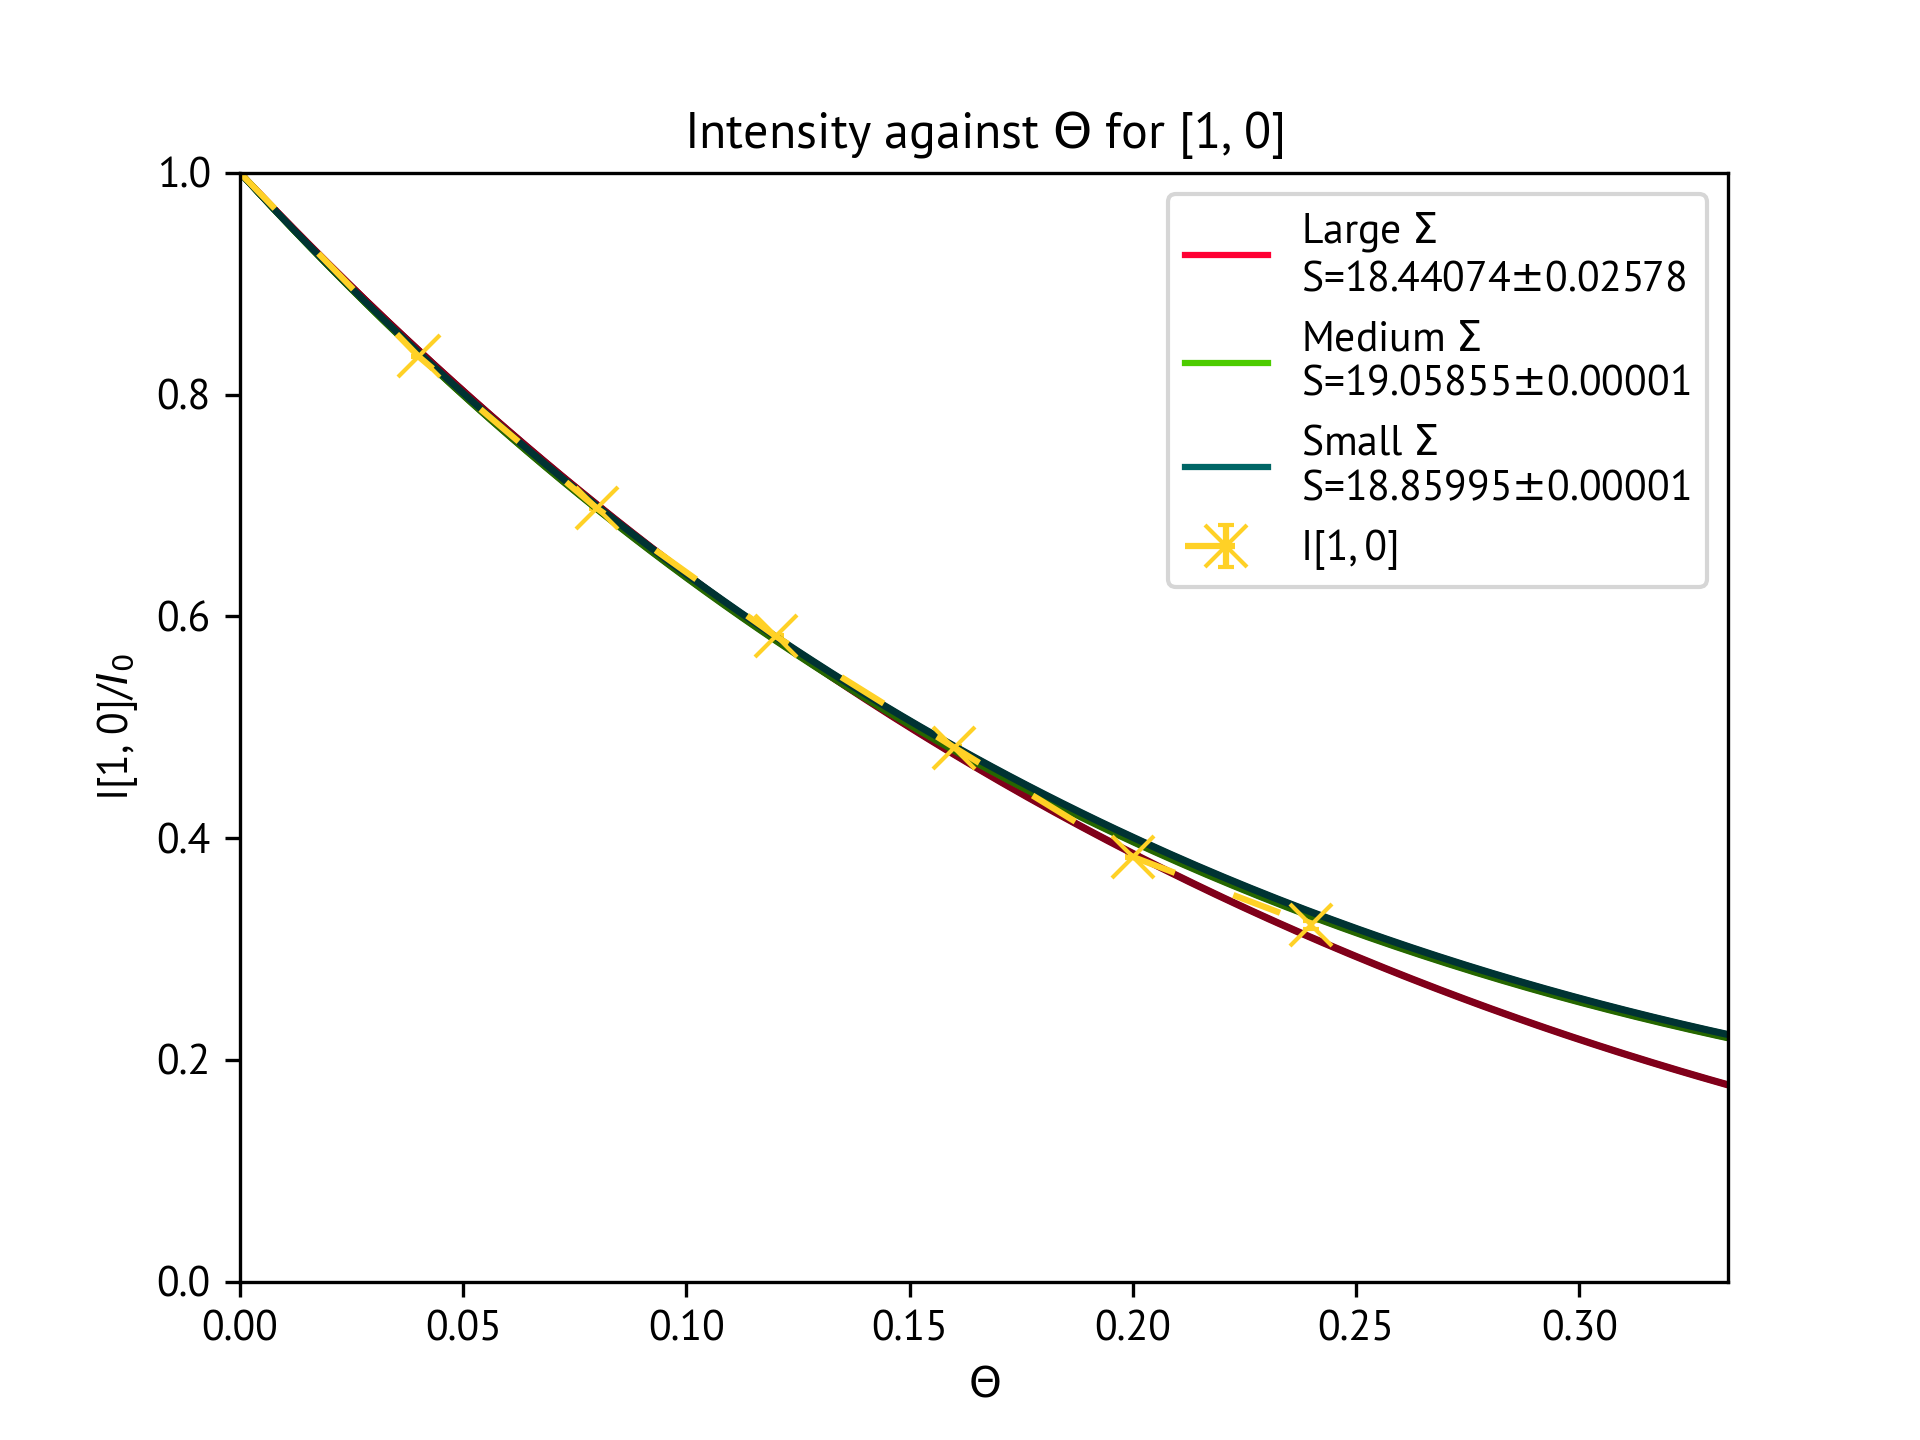 Intensity against Θ for [1, 0]
1.0
0.8
0.6
0.4
0.2
0.0
I[1, 0]/I₀
Large Σ
S=18.44074±0.02578
Medium Σ
S=19.05855±0.00001
Small Σ
S=18.85995±0.00001
I[1, 0]
0.00 0.05 0.10 0.15 0.20 0.25 0.30
Θ